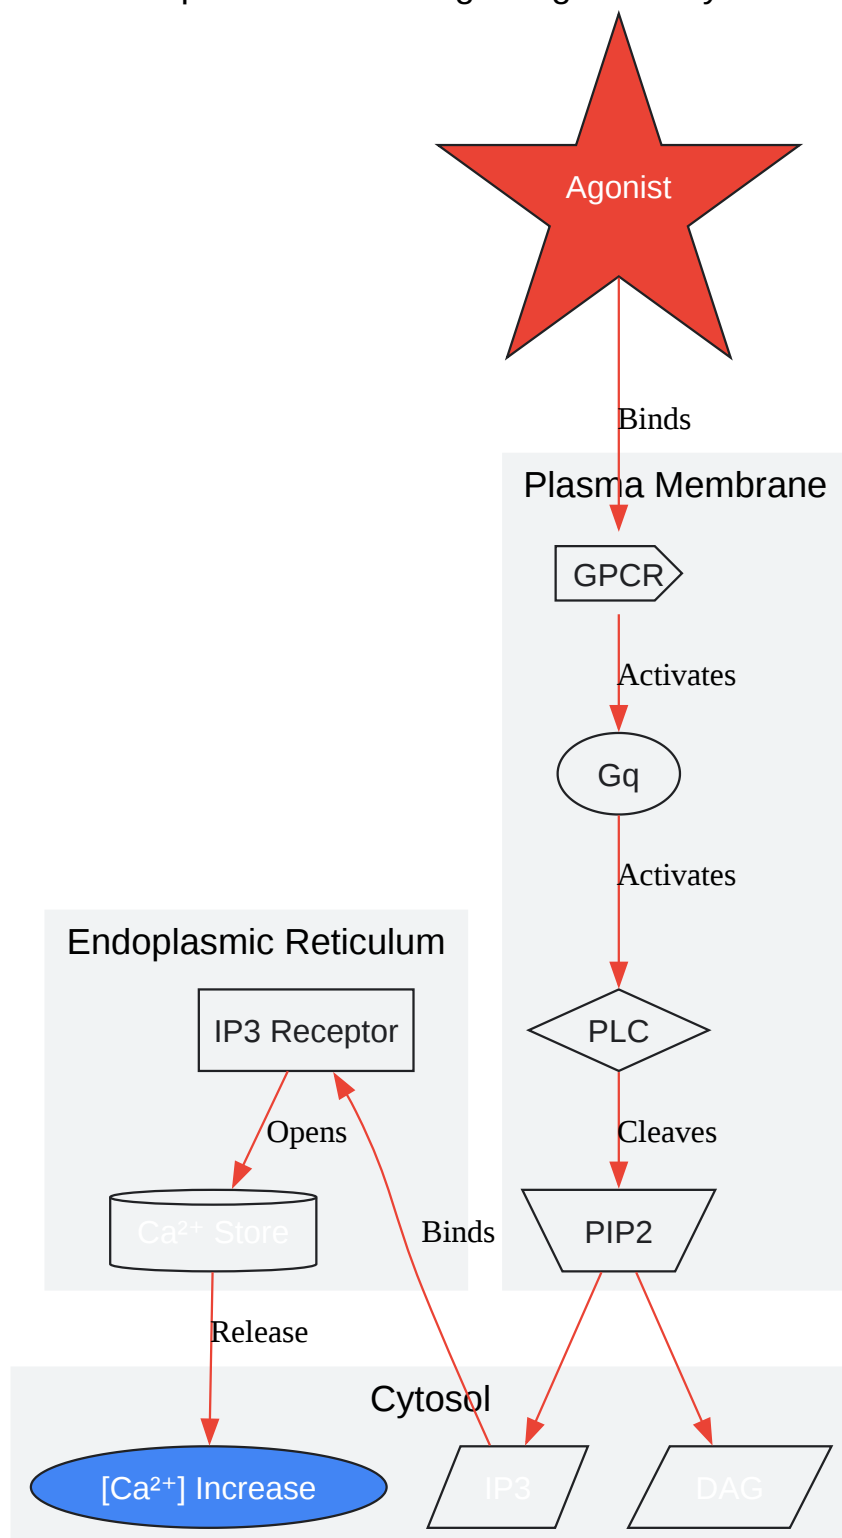 Agonist
Binds
Plasma Membrane
GPCR
Activates
Gq
Activates
Endoplasmic Reticulum
IP3 Receptor
PLC
Opens
Cleaves
Ca²⁺ Store
Binds
PIP2
Release
Cytosol
[Ca²⁺] Increase
IP3
DAG